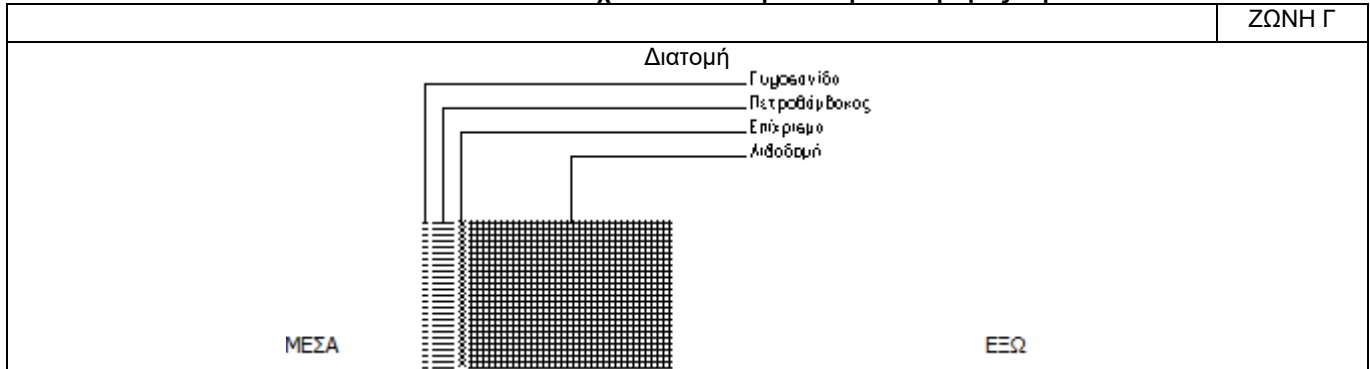 ΖΩΝΗ Γ
Διατομή
Γυψοσανίδα
Πετροβάμβακας
Επίχρισμα
Λιθοδομή
ΜΕΣΑ
ΕΞΩ